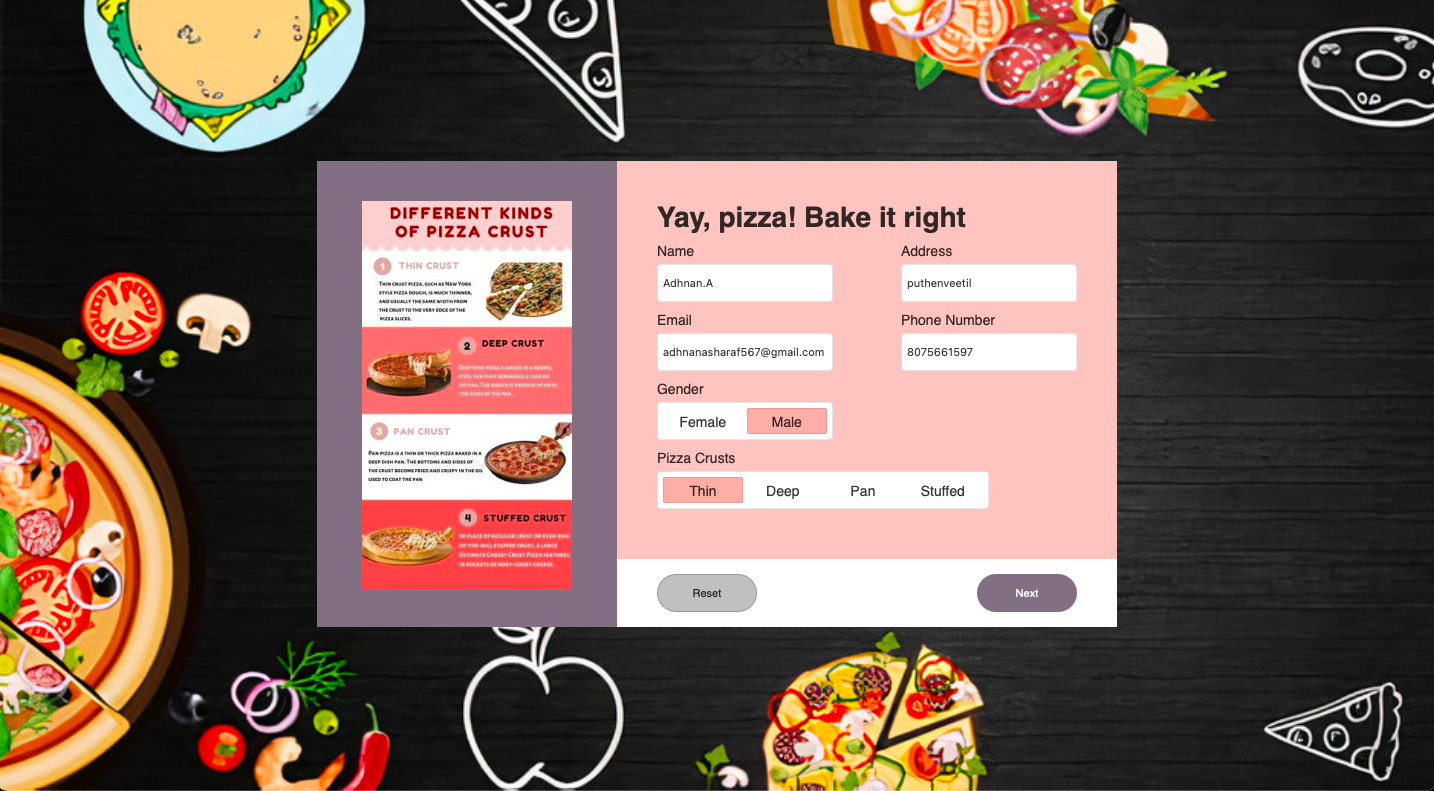 DIFFERENT KINDS
OF PIZZA CRUST
1 THIN CRUST
THIN CRUST PIZZA, SUCH AS NEW YORK
STYLE PIZZA DOUGH, IS MUCH THINNER,
AND USUALLY THE SAME WIDTH FROM
THE CRUST TO THE VERY EDGE OF THE
PIZZA SLICES.
2 DEEP CRUST
DEEP DISH PIZZA IS BAKED IN A ROUND,
STEEL PAN THAT RESEMBLES A CAKE OR
PIE PAN. THE DOUGH IS PRESSED UP ONTO
THE SIDES OF THE PAN.
3 PAN CRUST
PAN PIZZA IS A THIN OR THICK PIZZA BAKED IN A
DEEP DISH PAN. THE BOTTOMS AND SIDES OF
THE CRUST BECOME FRIED AND CRISPY IN THE OIL
USED TO COAT THE PAN
4 STUFFED CRUST
IN PLACE OF REGULAR CRUST OR EVEN RUN-
OF-THE-MILL STUFFED CRUST, A LARGE
ULTIMATE CHEESY CRUST PIZZA FEATURES
16 POCKETS OF OOEY-GOOEY CHEESE.
Yay, pizza! Bake it right
Name
Address
Adhnan.A
puthenveetil
Email
Phone Number
adhnanasharaf567@gmail.com
8075661597
Gender
Female Male
Pizza Crusts
Thin Deep Pan Stuffed
Reset
Next